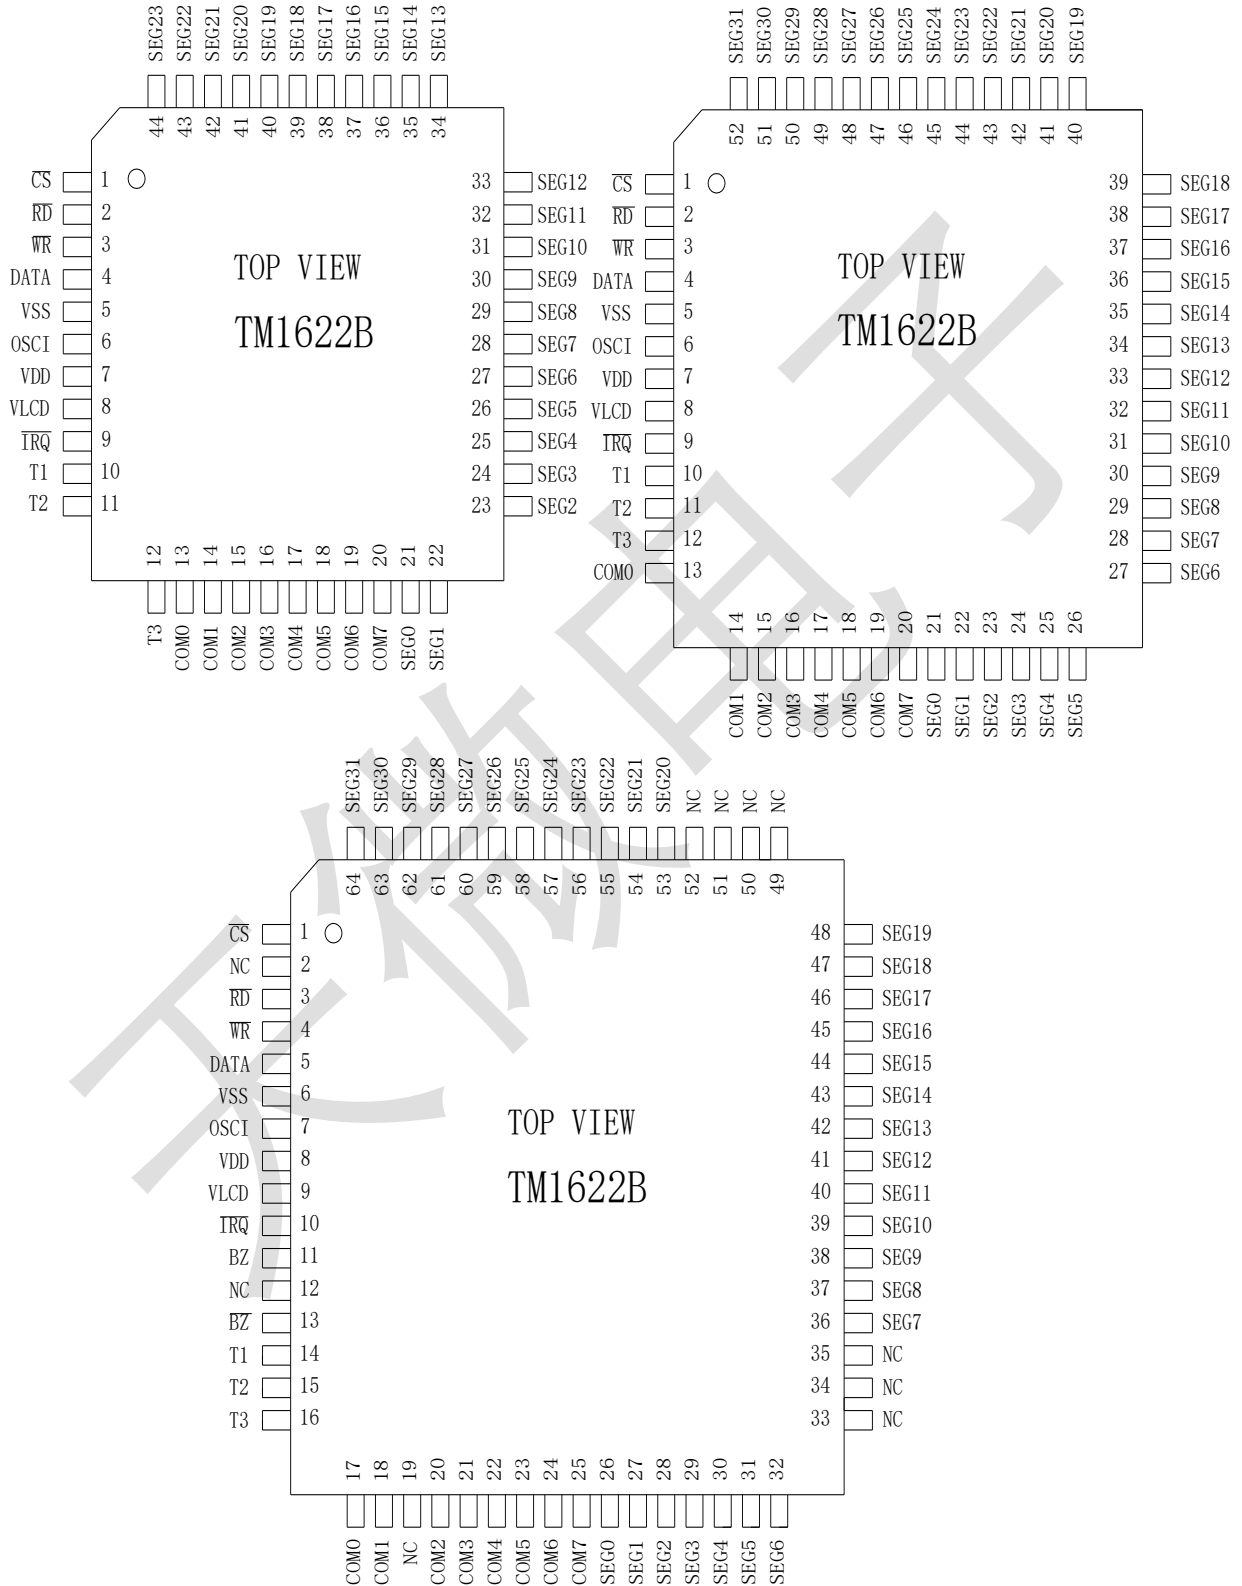 SEG23 SEG22 SEG21 SEG20 SEG19 SEG18 SEG17 SEG16 SEG15 SEG14 SEG13
44 43 42 41 40 39 38 37 36 35 34
C̅S̅ 1 33 SEG12
R̅D̅ 2 32 SEG11
W̅R̅ 3 31 SEG10
DATA 4 30 SEG9
VSS 5 29 SEG8
OSCI 6 28 SEG7
VDD 7 27 SEG6
VLCD 8 26 SEG5
I̅R̅Q̅ 9 25 SEG4
T1 10 24 SEG3
T2 11 23 SEG2
TOP VIEW
TM1622B
12 13 14 15 16 17 18 19 20 21 22
T3 COM0 COM1 COM2 COM3 COM4 COM5 COM6 COM7 SEG0 SEG1
SEG31 SEG30 SEG29 SEG28 SEG27 SEG26 SEG25 SEG24 SEG23 SEG22 SEG21 SEG20 SEG19
52 51 50 49 48 47 46 45 44 43 42 41 40
C̅S̅ 1 39 SEG18
R̅D̅ 2 38 SEG17
W̅R̅ 3 37 SEG16
DATA 4 36 SEG15
VSS 5 35 SEG14
OSCI 6 34 SEG13
VDD 7 33 SEG12
VLCD 8 32 SEG11
I̅R̅Q̅ 9 31 SEG10
T1 10 30 SEG9
T2 11 29 SEG8
T3 12 28 SEG7
COM0 13 27 SEG6
TOP VIEW
TM1622B
14 15 16 17 18 19 20 21 22 23 24 25 26
COM1 COM2 COM3 COM4 COM5 COM6 COM7 SEG0 SEG1 SEG2 SEG3 SEG4 SEG5
SEG31 SEG30 SEG29 SEG28 SEG27 SEG26 SEG25 SEG24 SEG23 SEG22 SEG21 SEG20 NC NC NC NC
64 63 62 61 60 59 58 57 56 55 54 53 52 51 50 49
C̅S̅ 1 48 SEG19
NC 2 47 SEG18
R̅D̅ 3 46 SEG17
W̅R̅ 4 45 SEG16
DATA 5 44 SEG15
VSS 6 43 SEG14
OSCI 7 42 SEG13
VDD 8 41 SEG12
VLCD 9 40 SEG11
I̅R̅Q̅ 10 39 SEG10
BZ 11 38 SEG9
NC 12 37 SEG8
B̅Z̅ 13 36 SEG7
T1 14 35 NC
T2 15 34 NC
T3 16 33 NC
TOP VIEW
TM1622B
17 18 19 20 21 22 23 24 25 26 27 28 29 30 31 32
COM0 COM1 NC COM2 COM3 COM4 COM5 COM6 COM7 SEG0 SEG1 SEG2 SEG3 SEG4 SEG5 SEG6
天微电子